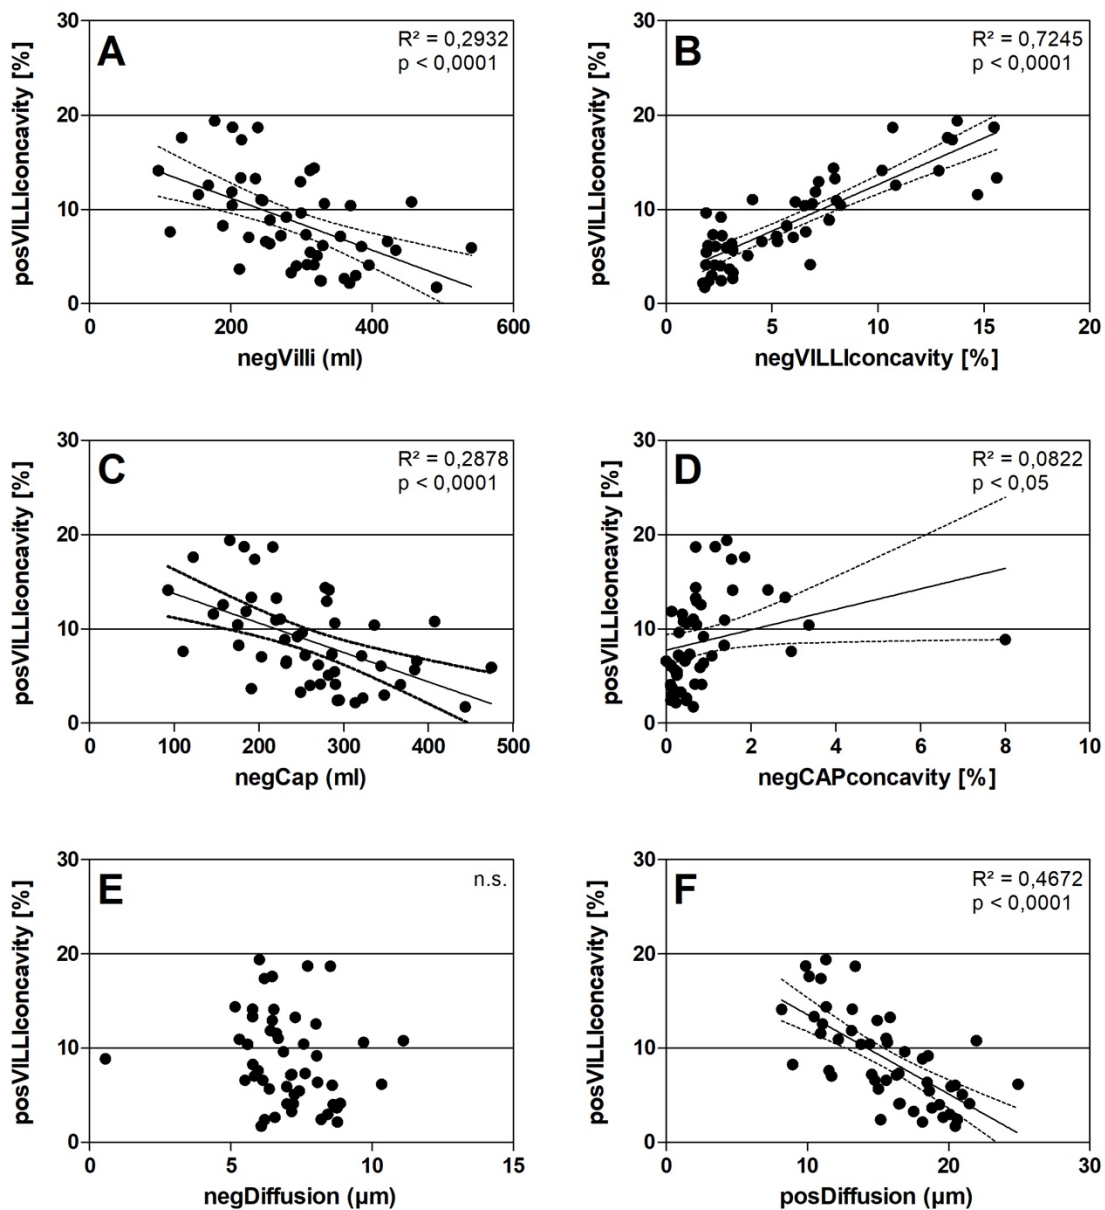 A
R² = 0,2932
p < 0,0001
posVILLIconcavity [%]
30
20
10
0
0 200 400 600
negVilli (ml)
B
R² = 0,7245
p < 0,0001
posVILLIconcavity [%]
30
20
10
0
0 5 10 15 20
negVILLIconcavity [%]
C
R² = 0,2878
p < 0,0001
posVILLIconcavity [%]
30
20
10
0
0 100 200 300 400 500
negCap (ml)
D
R² = 0,0822
p < 0,05
posVILLIconcavity [%]
30
20
10
0
0 2 4 6 8 10
negCAPconcavity [%]
E
n.s.
posVILLIconcavity [%]
30
20
10
0
0 5 10 15
negDiffusion (µm)
F
R² = 0,4672
p < 0,0001
posVILLIconcavity [%]
30
20
10
0
0 10 20 30
posDiffusion (µm)